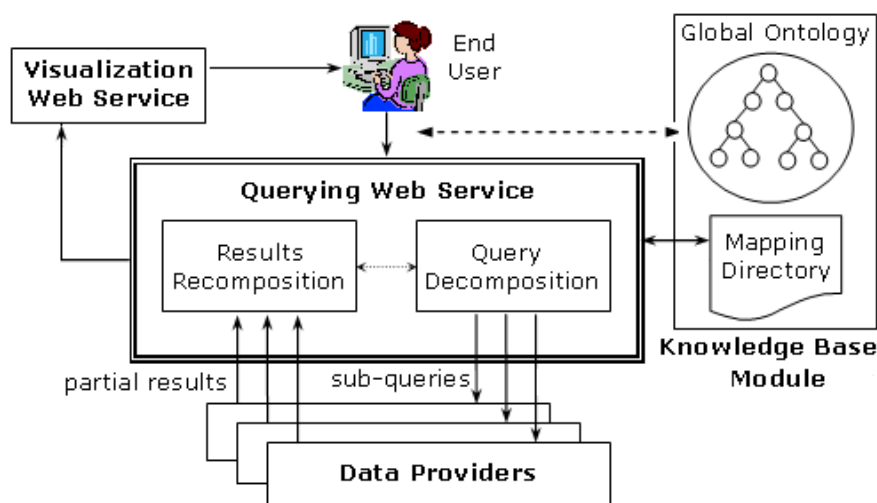 Visualization
Web Service
End
User
Global Ontology
Querying Web Service
Results
Recomposition
Query
Decomposition
Mapping
Directory
Knowledge Base
Module
partial results
sub-queries
Data Providers